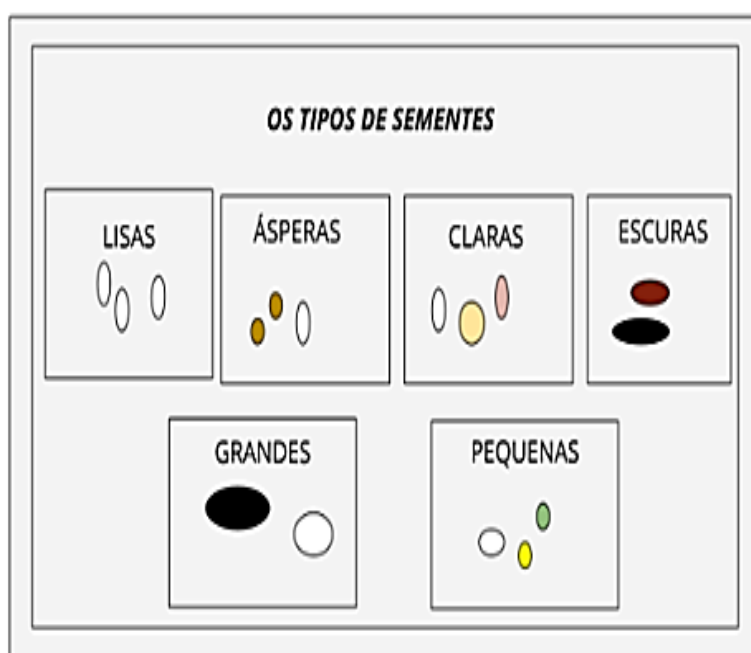 OS TIPOS DE SEMENTES
LISAS
ÁSPERAS
CLARAS
ESCURAS
GRANDES
PEQUENAS